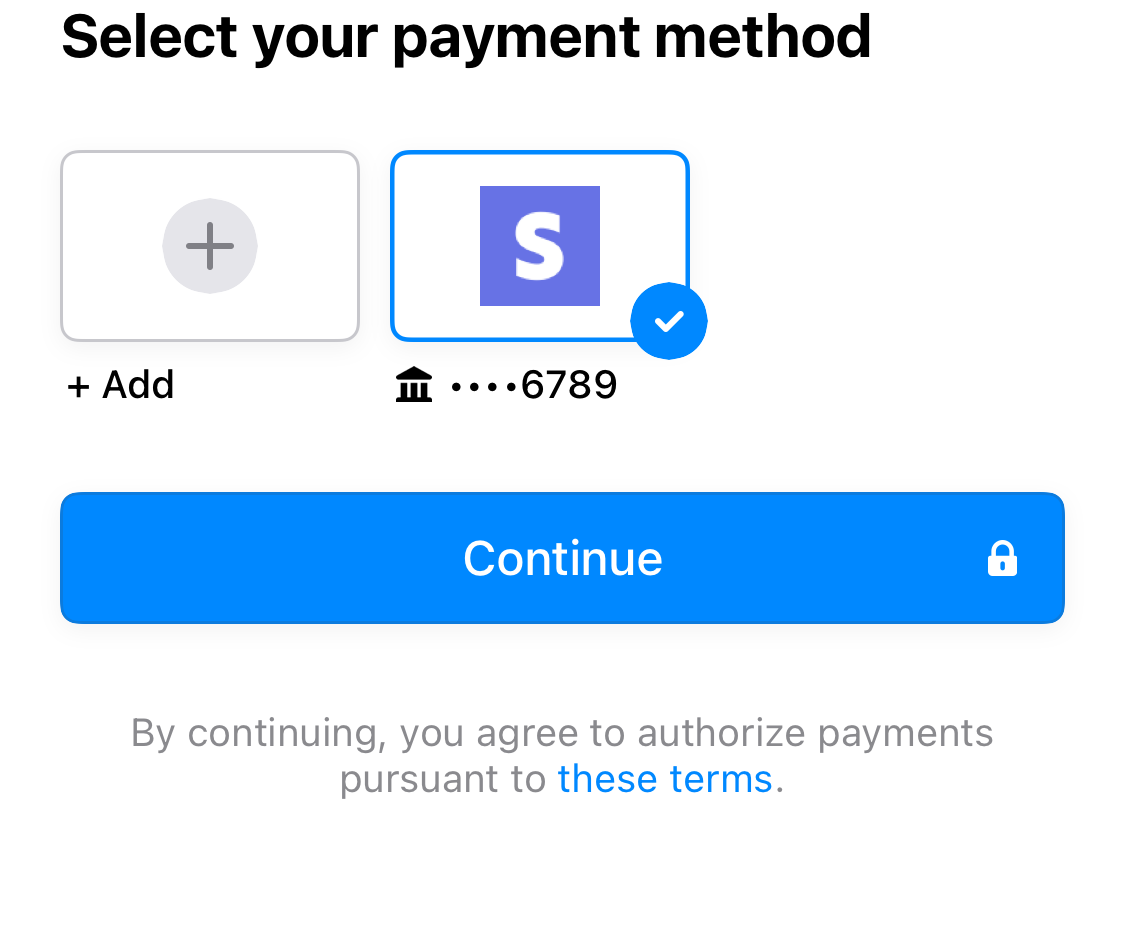 Select your payment method
S
+ Add
••••6789
Continue
By continuing, you agree to authorize payments
pursuant to these terms.